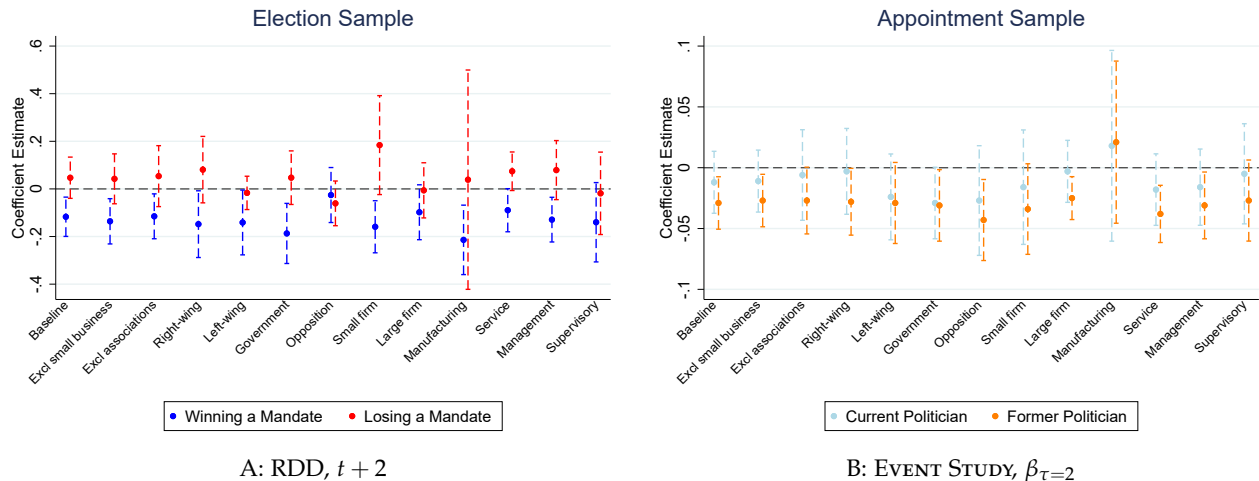 Election Sample
Coefficient Estimate
.6
.4
.2
0
-.2
-.4
Baseline
Excl small business
Excl associations
Right-wing
Left-wing
Government
Opposition
Small firm
Large firm
Manufacturing
Service
Management
Supervisory
Winning a Mandate
Losing a Mandate
A: RDD, t + 2
Appointment Sample
Coefficient Estimate
.1
.05
0
-.05
-.1
Baseline
Excl small business
Excl associations
Right-wing
Left-wing
Government
Opposition
Small firm
Large firm
Manufacturing
Service
Management
Supervisory
Current Politician
Former Politician
B: EVENT STUDY, βτ=2